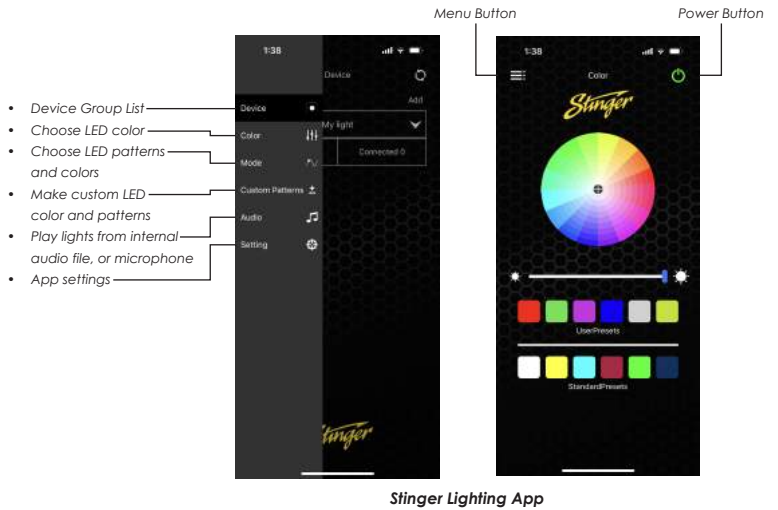 Menu Button
Power Button
1:38
Device
Add
Device
My light
Color
Connected 0
Mode
Custom Patterns
Audio
Setting
Stinger
• Device Group List
• Choose LED color
• Choose LED patterns
and colors
• Make custom LED
color and patterns
• Play lights from internal
audio file, or microphone
• App settings
1:38
Color
Stinger
UserPresets
StandardPresets
Stinger Lighting App